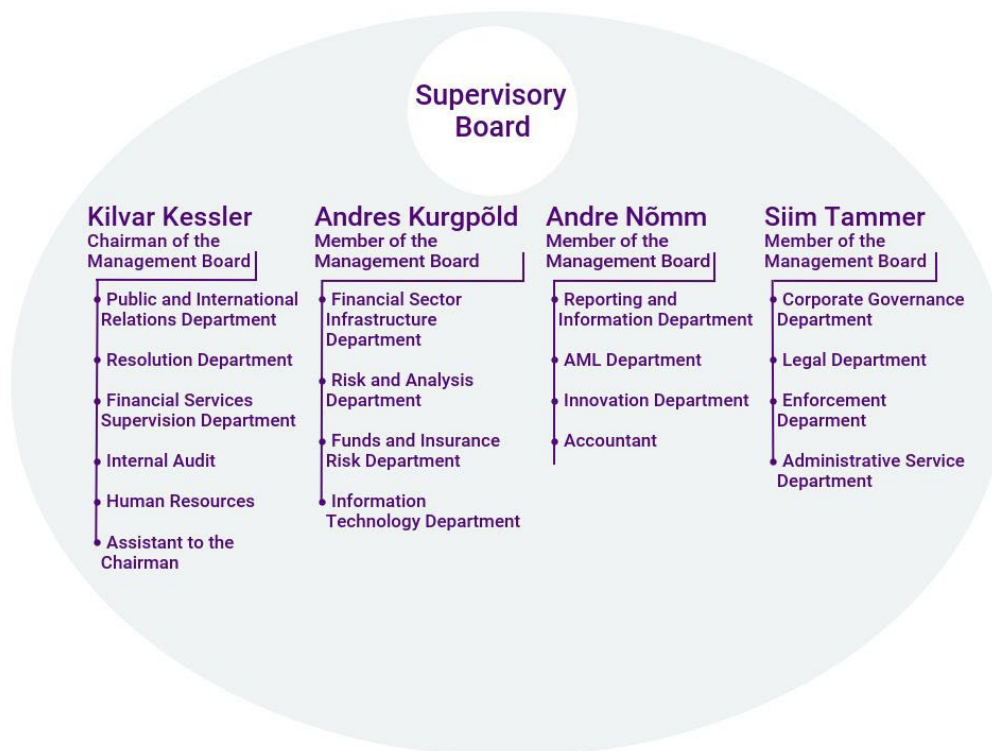 Supervisory
Board
Kilvar Kessler
Chairman of the
Management Board
Public and International
Relations Department
Resolution Department
Financial Services
Supervision Department
Internal Audit
Human Resources
Assistant to the
Chairman
Andres Kurgpõld
Member of the
Management Board
Financial Sector
Infrastructure
Department
Risk and Analysis
Department
Funds and Insurance
Risk Department
Information
Technology Department
Andre Nõmm
Member of the
Management Board
Reporting and
Information Department
AML Department
Innovation Department
Accountant
Siim Tammer
Member of the
Management Board
Corporate Governance
Department
Legal Department
Enforcement
Deparment
Administrative Service
Department